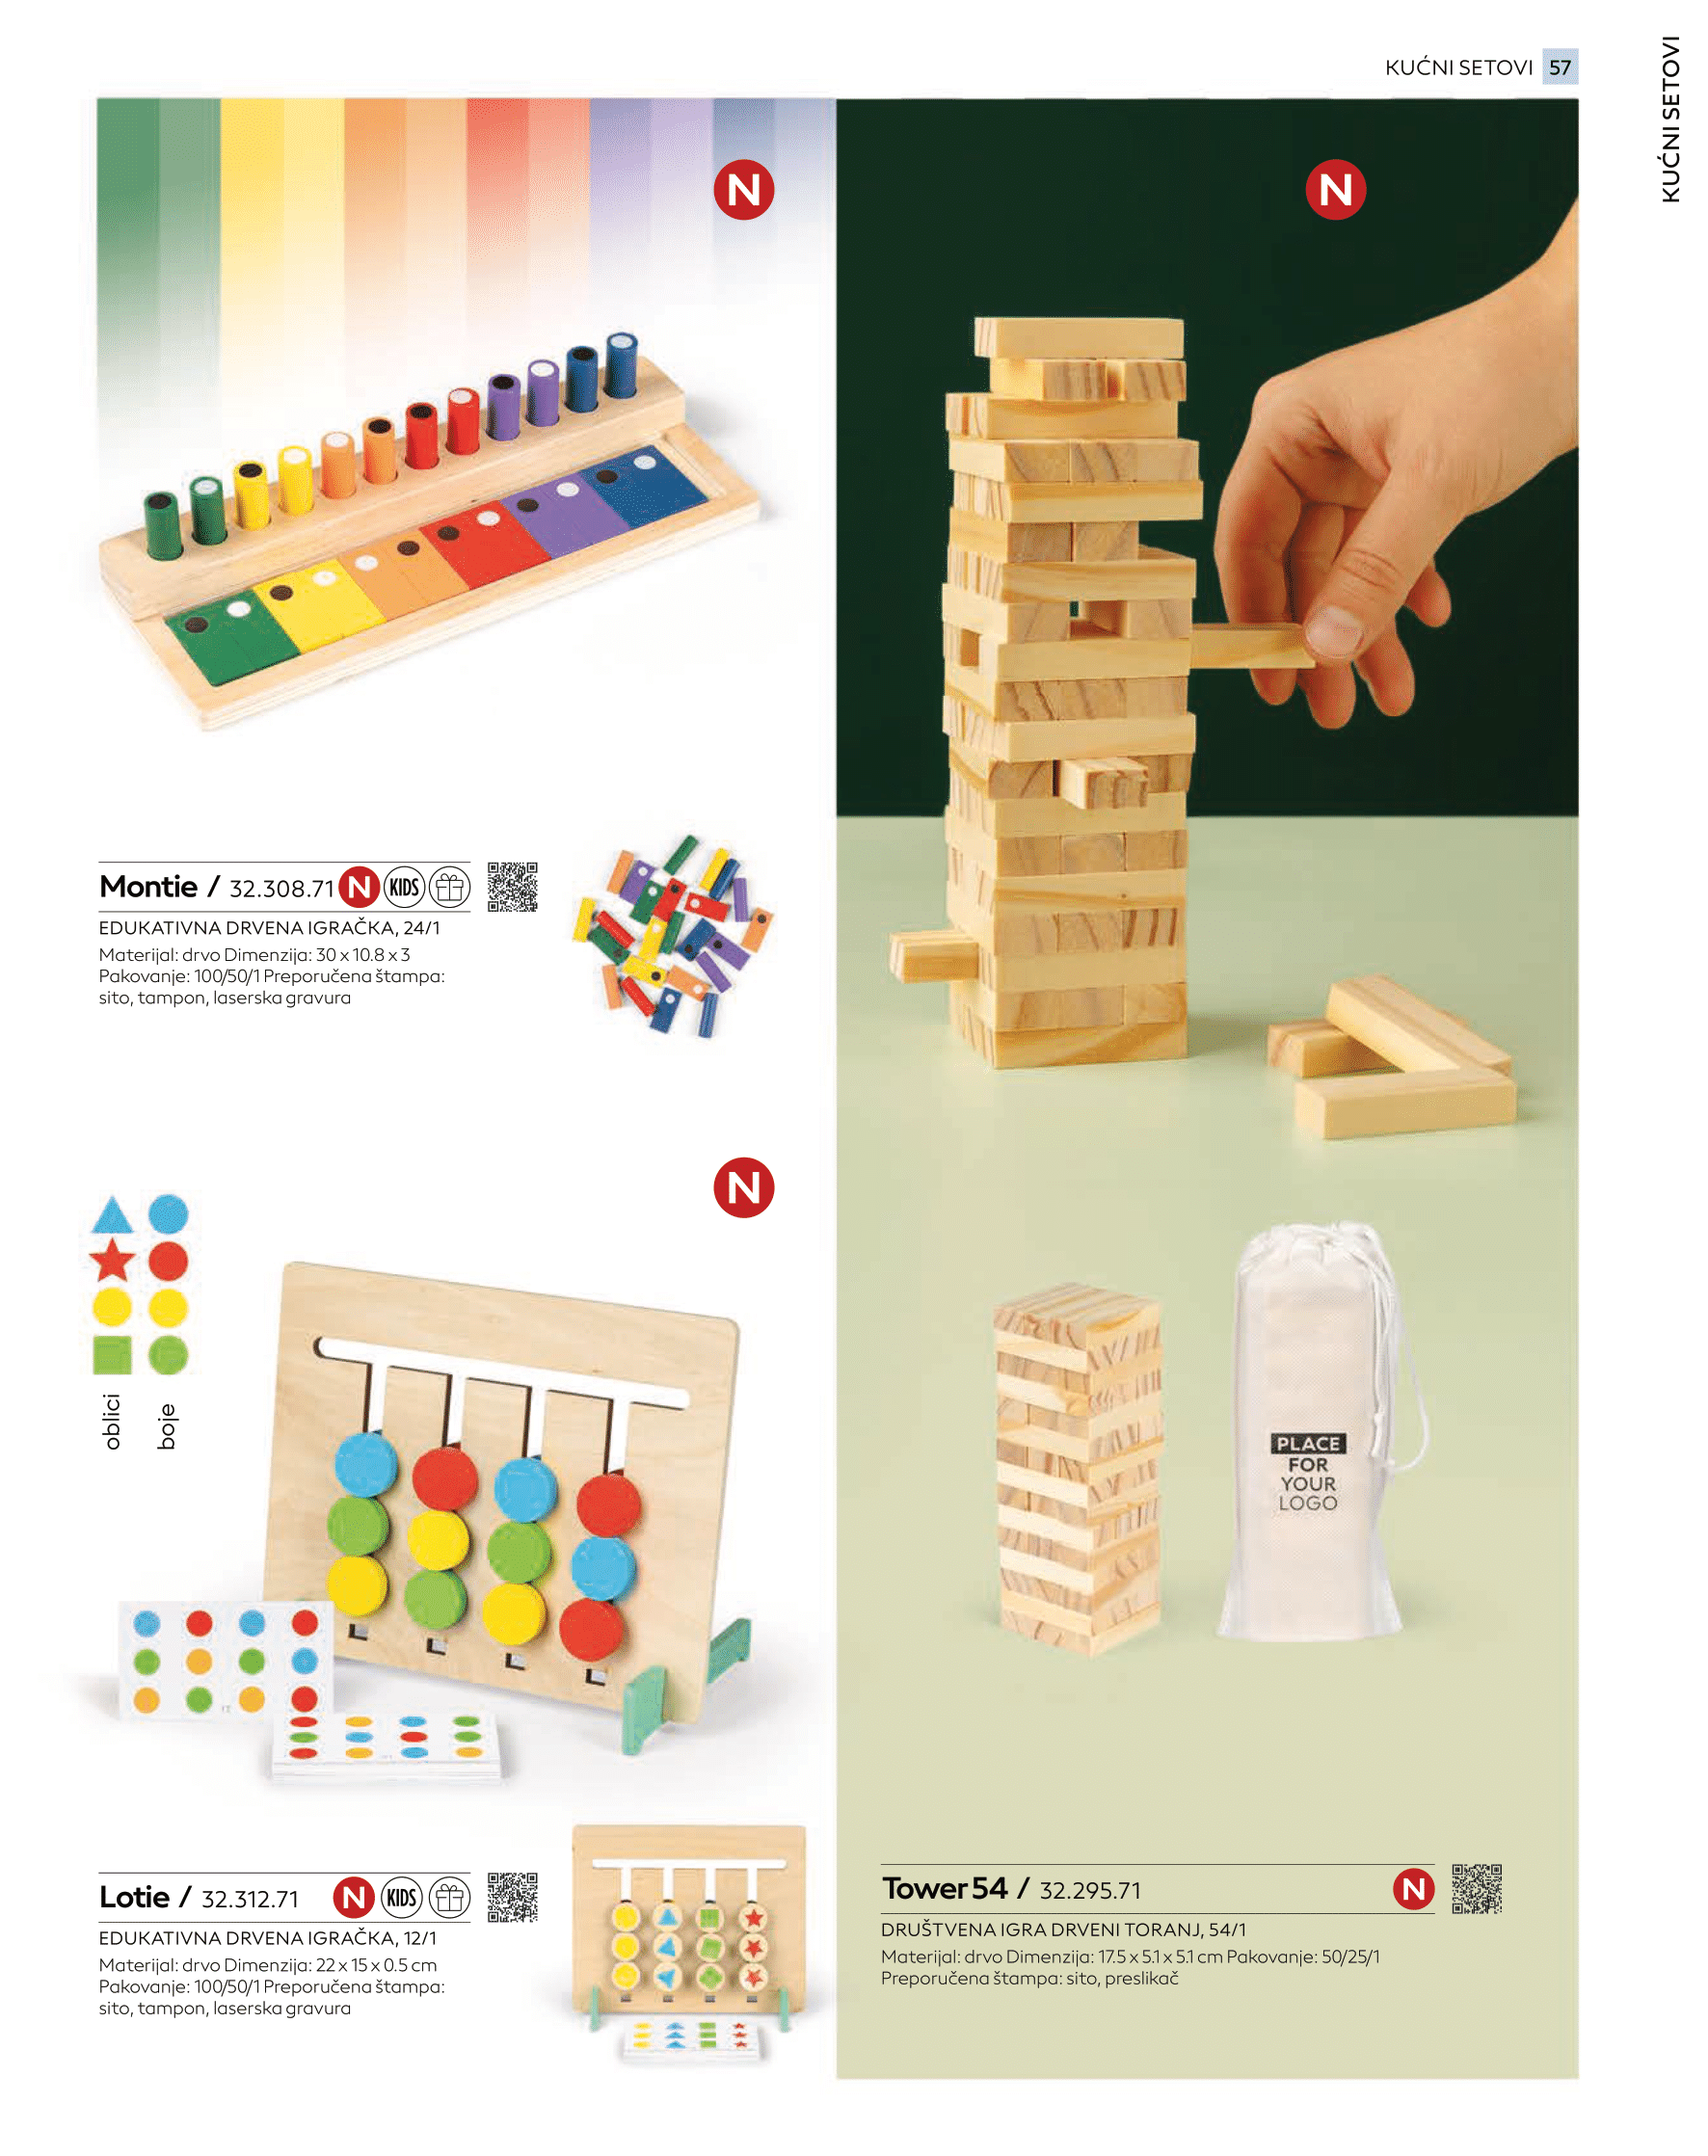 KUĆNI SETOVI 57
KUĆNI SETOVI
N
N
Montie / 32.308.71 N KIDS
EDUKATIVNA DRVENA IGRAČKA, 24/1
Materijal: drvo Dimenzija: 30 x 10.8 x 3
Pakovanje: 100/50/1 Preporučena štampa:
sito, tampon, laserska gravura
N
oblici
boje
PLACE
FOR
YOUR
LOGO
Lotie / 32.312.71 N KIDS
EDUKATIVNA DRVENA IGRAČKA, 12/1
Materijal: drvo Dimenzija: 22 x 15 x 0.5 cm
Pakovanje: 100/50/1 Preporučena štampa:
sito, tampon, laserska gravura
Tower 54 / 32.295.71 N
DRUŠTVENA IGRA DRVENI TORANJ, 54/1
Materijal: drvo Dimenzija: 17.5 x 5.1 x 5.1 cm Pakovanje: 50/25/1
Preporučena štampa: sito, preslikač